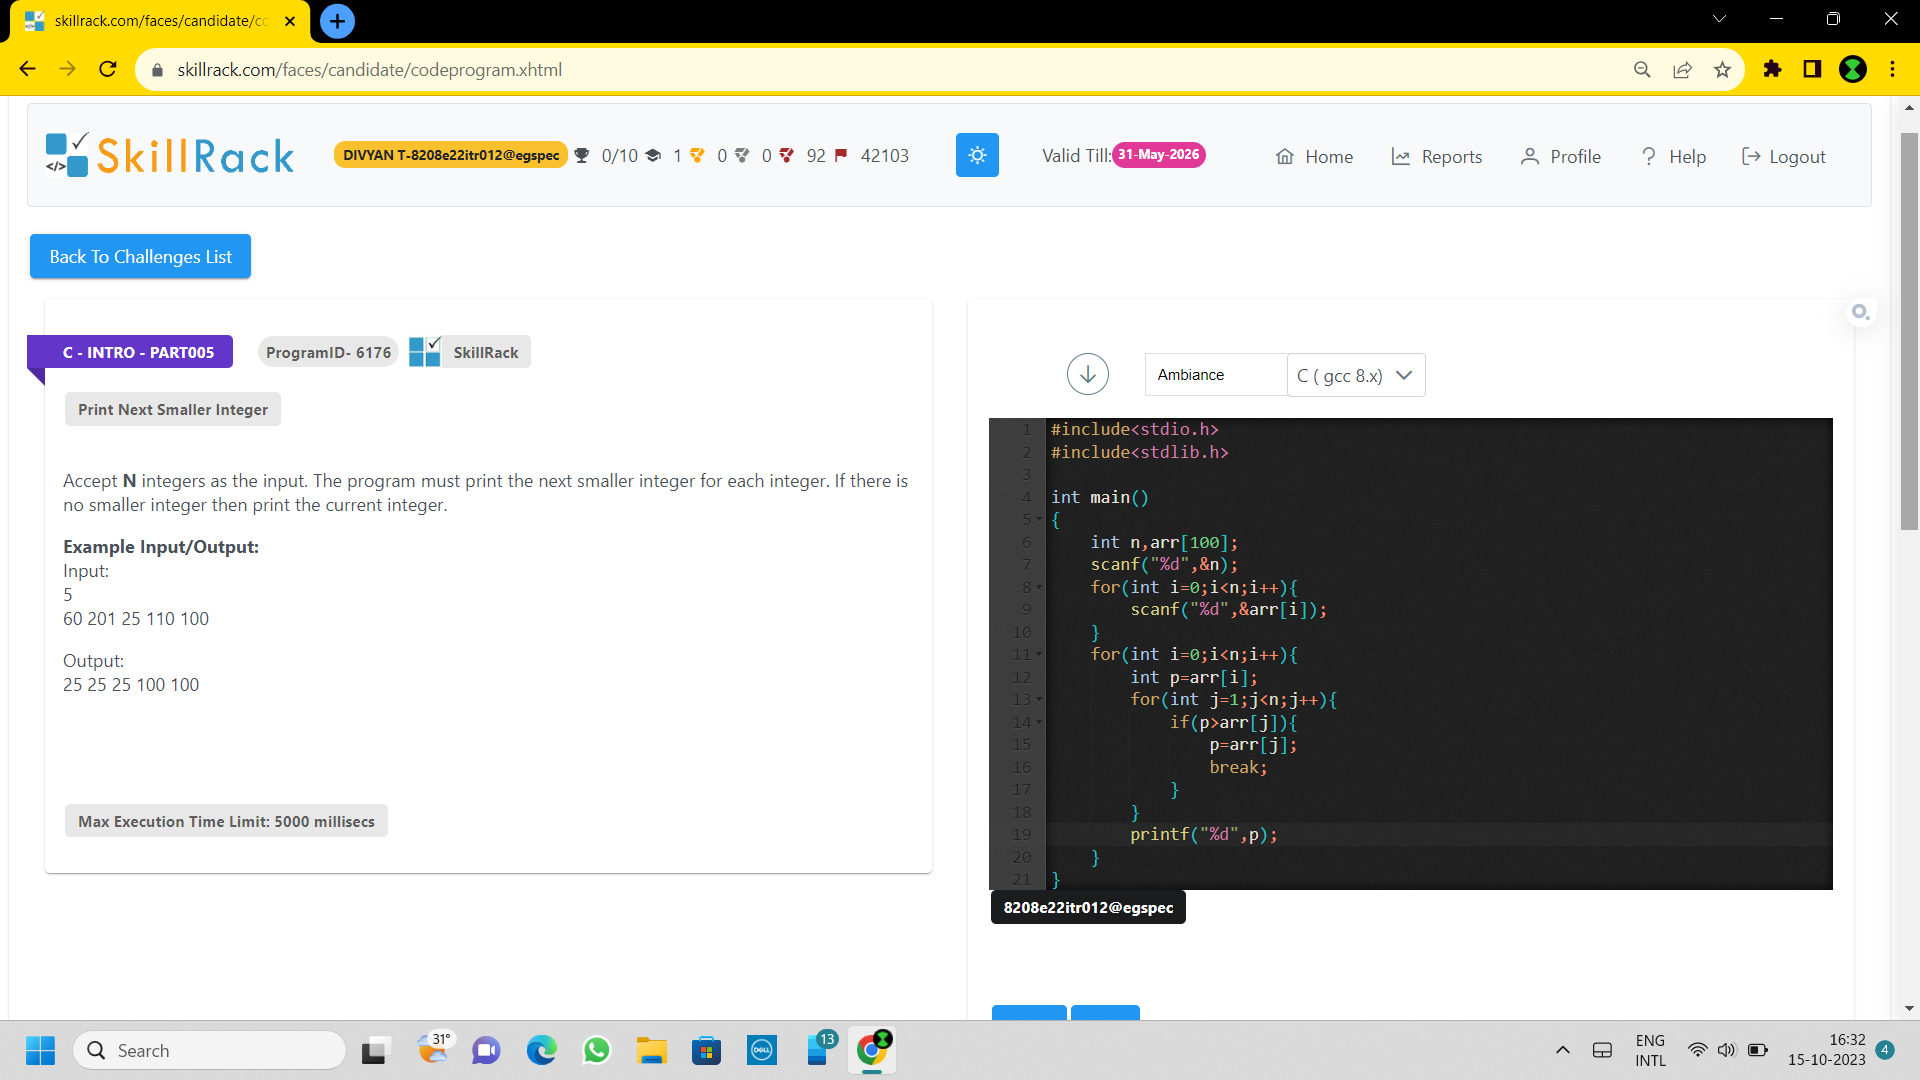 skillrack.com/faces/candidate/co
skillrack.com/faces/candidate/codeprogram.xhtml
SkillRack
DIVYAN T-8208e22itr012@egspec 0/10 1 0 0 92 42103
Valid Till: 31-May-2026
Home Reports Profile Help Logout
Back To Challenges List
C - INTRO - PART005 ProgramID- 6176 SkillRack
Print Next Smaller Integer
Accept N integers as the input. The program must print the next smaller integer for each integer. If there is
no smaller integer then print the current integer.
Example Input/Output:
Input:
5
60 201 25 110 100
Output:
25 25 25 100 100
Max Execution Time Limit: 5000 millisecs
Ambiance C ( gcc 8.x)
1 #include<stdio.h>
2 #include<stdlib.h>
3
4 int main()
5 {
6 int n,arr[100];
7 scanf("%d",&n);
8 for(int i=0;i<n;i++){
9 scanf("%d",&arr[i]);
10 }
11 for(int i=0;i<n;i++){
12 int p=arr[i];
13 for(int j=1;j<n;j++){
14 if(p>arr[j]){
15 p=arr[j];
16 break;
17 }
18 }
19 printf("%d",p);
20 }
21 }
8208e22itr012@egspec
Search
31°
DELL
13
ENG
INTL
16:32
15-10-2023
4